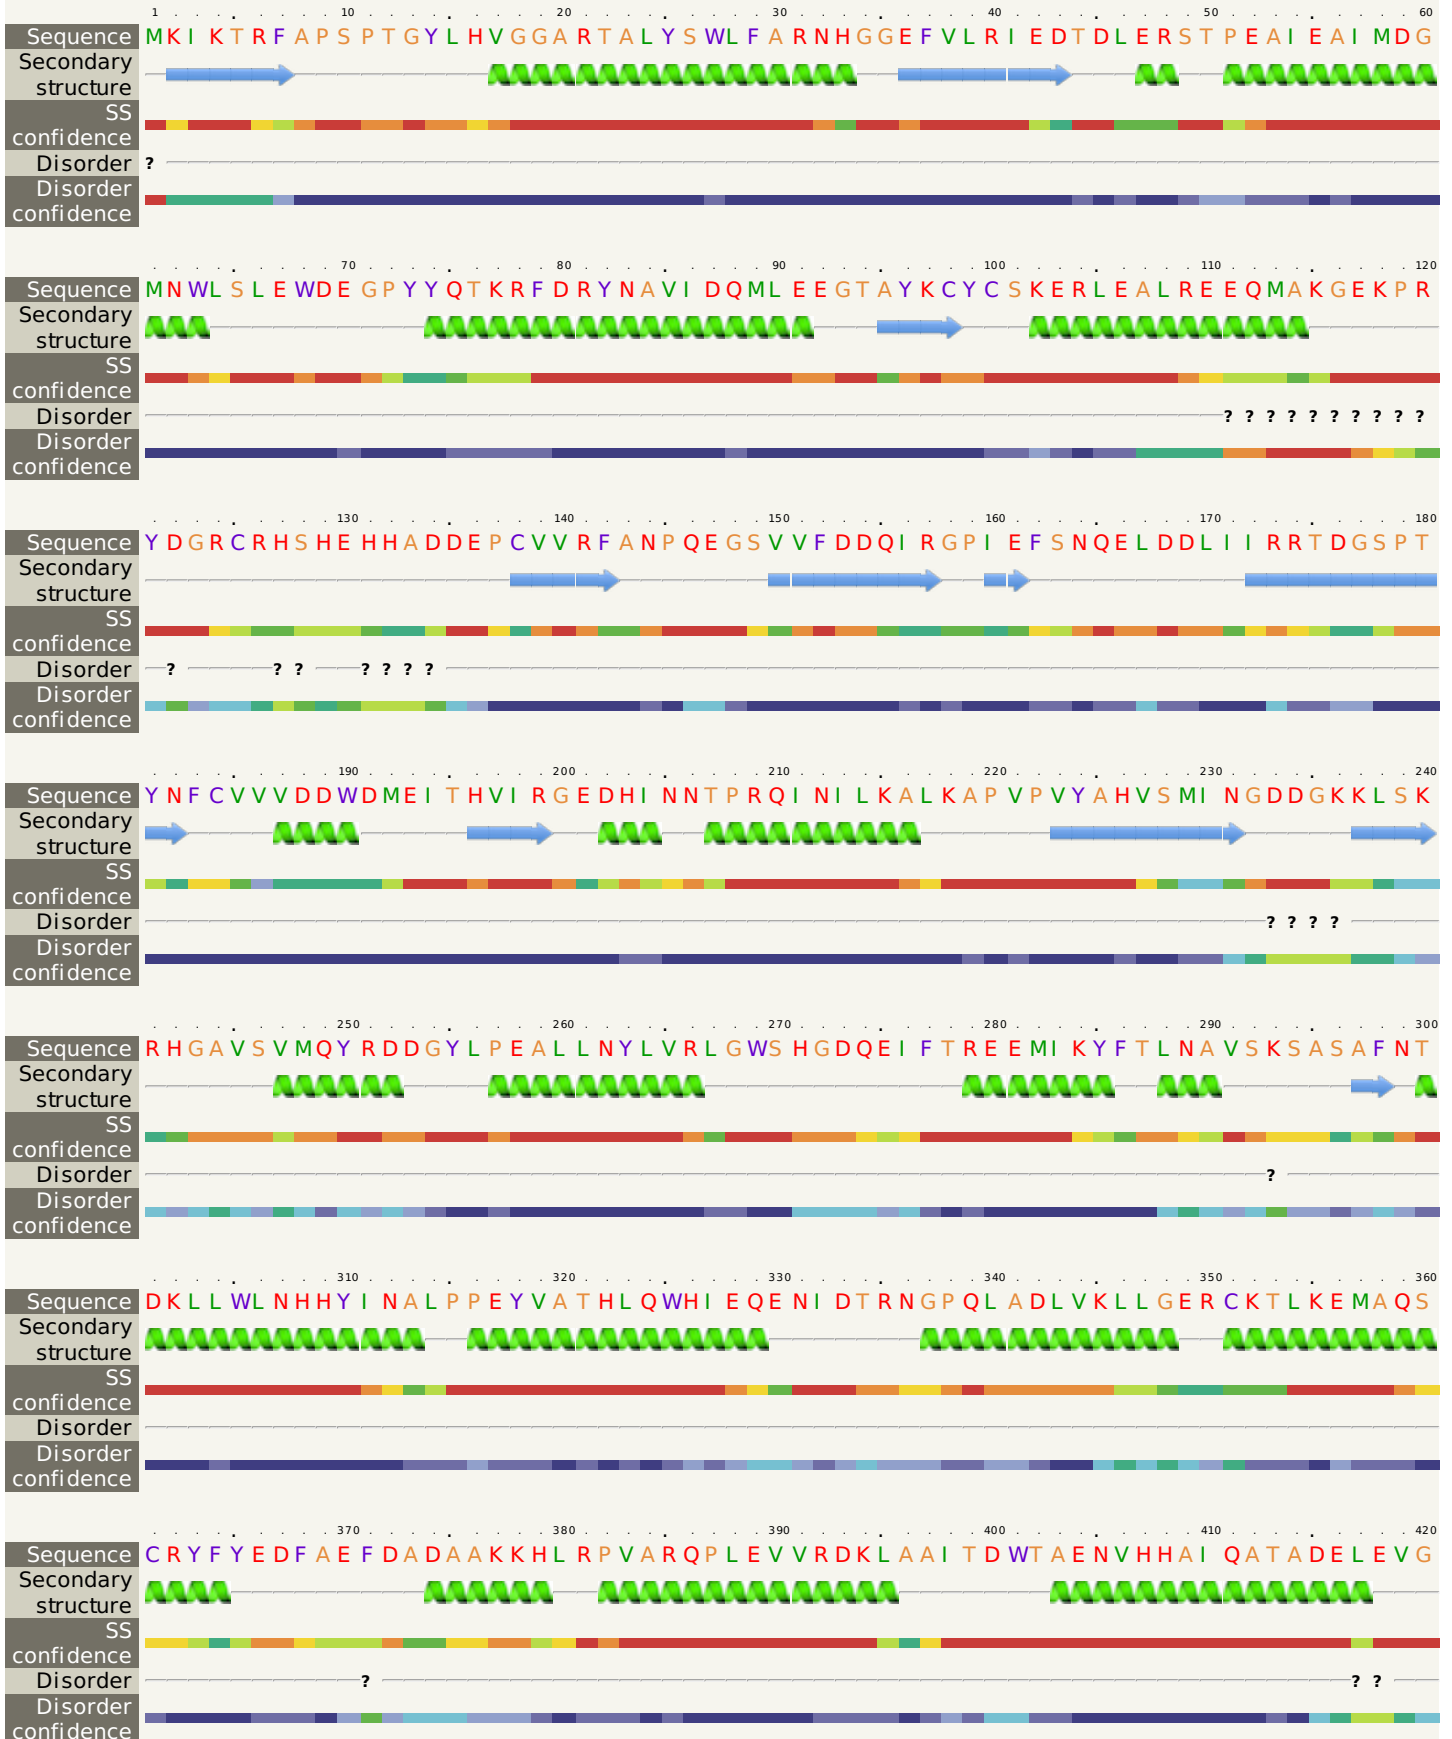 1 10 20 30 40 50 60
Sequence MKIKTRFAPSPTGYLHVGGARTALYSWLFARNHGGEFVLRIEDTDLERSTPEAIEAIMDG
Secondary
structure
SS
confidence
Disorder ?
Disorder
confidence
70 80 90 100 110 120
Sequence MNWLSLEWDEGPYYQTKRFDRYNAVIDQMLEEGTAYKCYCSKERLEALREEQMAKGEKPR
Secondary
structure
SS
confidence
Disorder ? ? ? ? ? ? ? ? ? ?
Disorder
confidence
130 140 150 160 170 180
Sequence YDGRCRHSHEHHADDEPCVVRFANPQEGSVVFDDQIRGPIEFSNQELDDLIIRRTDGSPT
Secondary
structure
SS
confidence
Disorder ? ? ? ? ? ? ?
Disorder
confidence
190 200 210 220 230 240
Sequence YNFCVVVDDWDMEITHVIRGEDHINNTPRQINILKALKAPVPVYAHVSMINGDDGKKLSK
Secondary
structure
SS
confidence
Disorder ? ? ? ?
Disorder
confidence
250 260 270 280 290 300
Sequence RHGAVSVMQYRDDGYLPEALLNYLVRLGWSHGDQEIFTREEMIKYFTLNAVSKSASAFNT
Secondary
structure
SS
confidence
Disorder ?
Disorder
confidence
310 320 330 340 350 360
Sequence DKLLWLNHHYINALPPEYVATHLQWHIEQENIDTRNGPQLADLVKLLGERCKTLKEMAQS
Secondary
structure
SS
confidence
Disorder
Disorder
confidence
370 380 390 400 410 420
Sequence CRYFYEDFAEFDADAAKKHLRPVARQPLEVVRDKLAAITDWTAENVHHAIQATADELEVG
Secondary
structure
SS
confidence
Disorder ? ? ?
Disorder
confidence